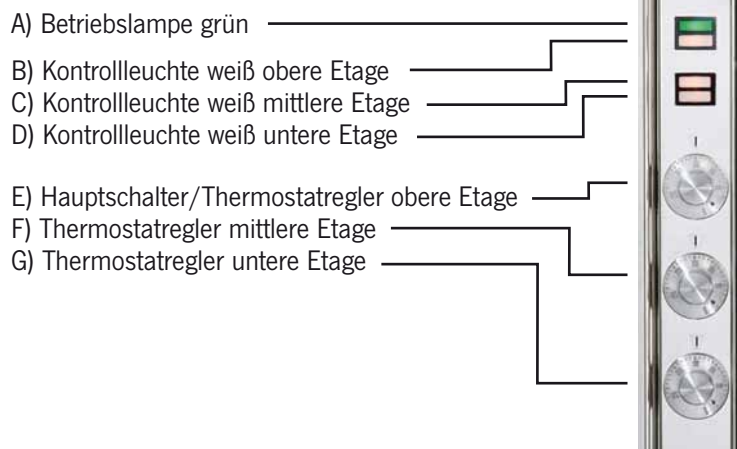 A) Betriebslampe grün
B) Kontrollleuchte weiß obere Etage
C) Kontrollleuchte weiß mittlere Etage
D) Kontrollleuchte weiß untere Etage
E) Hauptschalter/Thermostatregler obere Etage
F) Thermostatregler mittlere Etage
G) Thermostatregler untere Etage